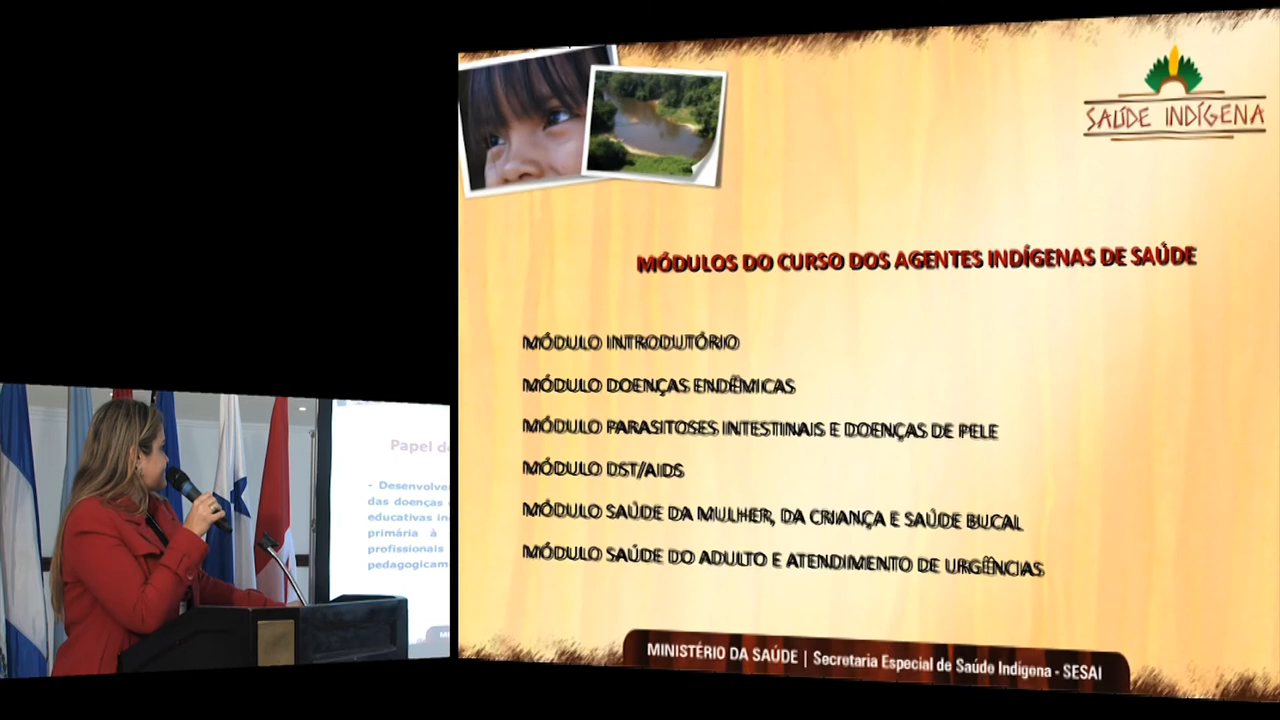 SAÚDE INDÍGENA
MÓDULOS DO CURSO DOS AGENTES INDÍGENAS DE SAÚDE
MÓDULO INTRODUTÓRIO
MÓDULO DOENÇAS ENDÊMICAS
MÓDULO PARASITOSES INTESTINAIS E DOENÇAS DE PELE
MÓDULO DST/AIDS
MÓDULO SAÚDE DA MULHER, DA CRIANÇA E SAÚDE BUCAL
MÓDULO SAÚDE DO ADULTO E ATENDIMENTO DE URGÊNCIAS
MINISTÉRIO DA SAÚDE | Secretaria Especial de Saúde Indígena - SESAI
Papel
- Desenvolve
das doenças
educativas in
primária à
profissionais
pedagogicam